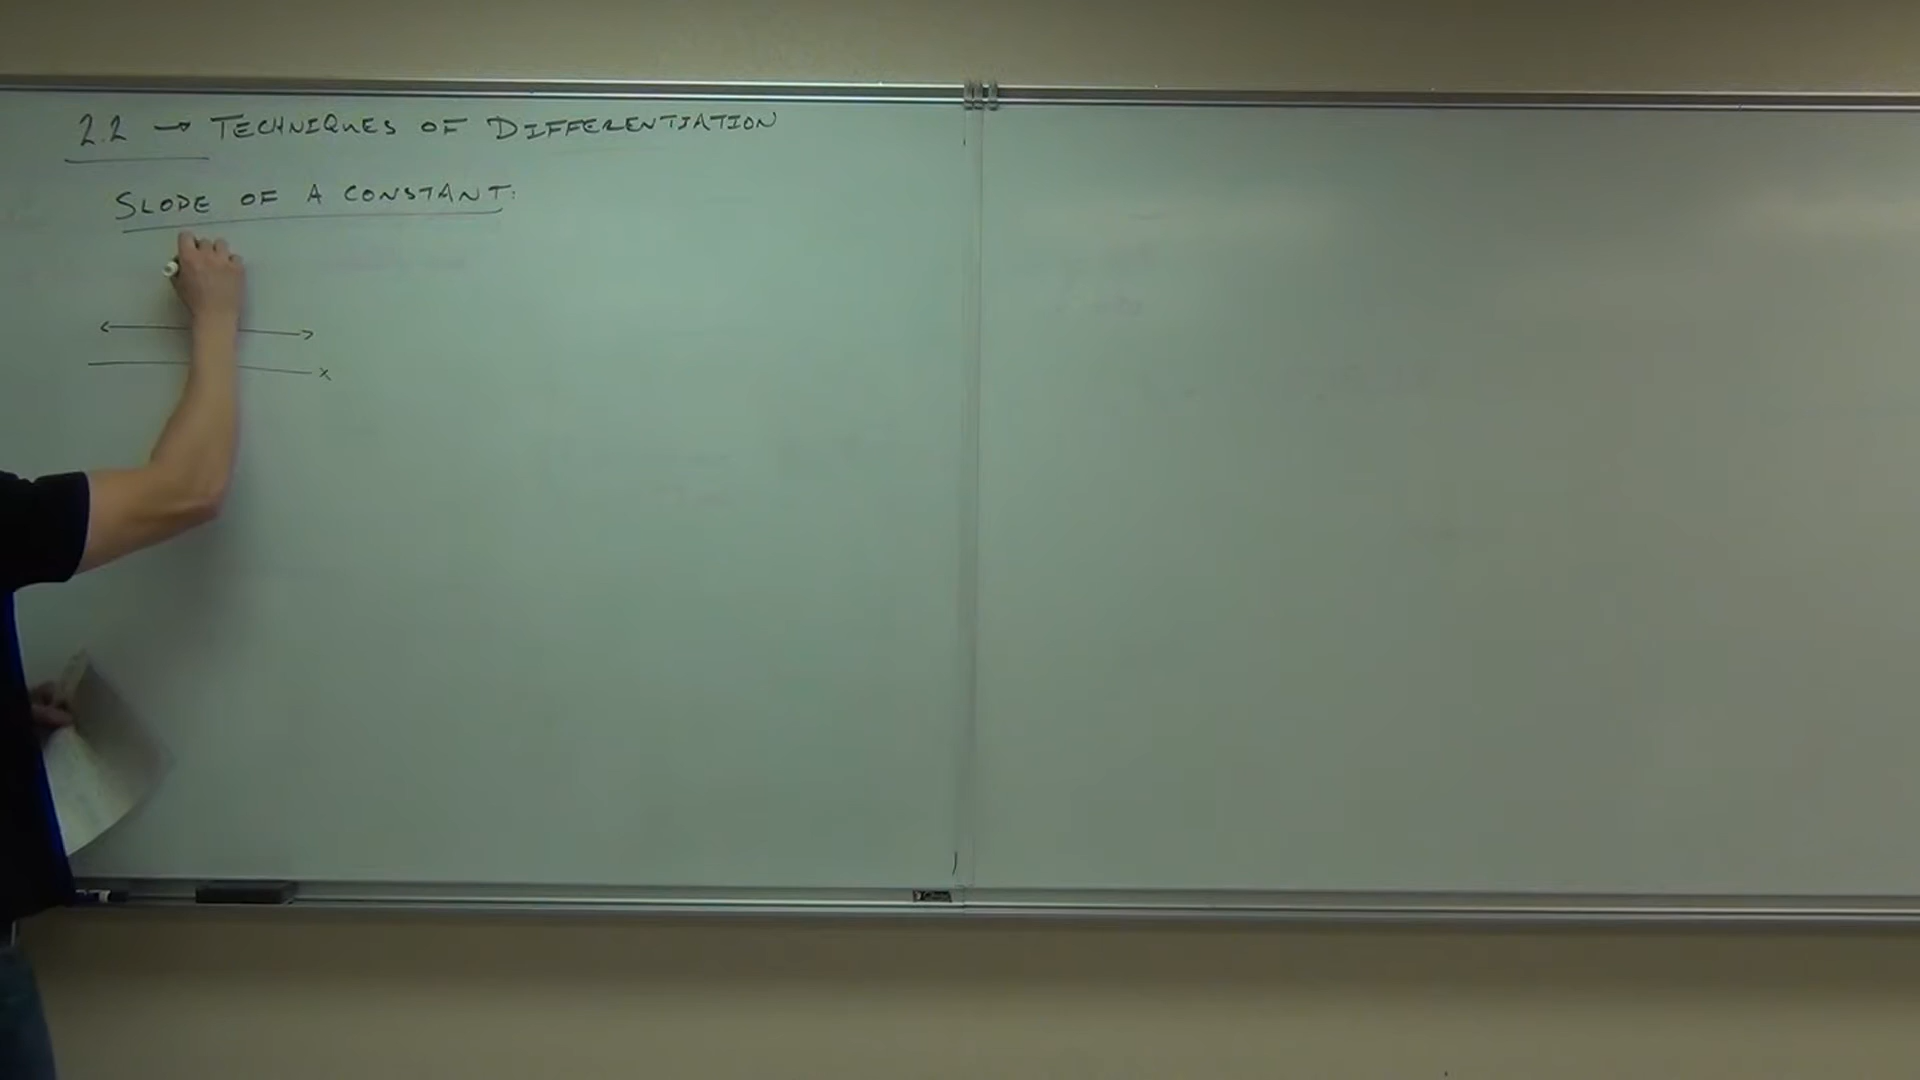 2.2 → TECHNIQUES OF DIFFERENTIATION
SLOPE OF A CONSTANT:
x